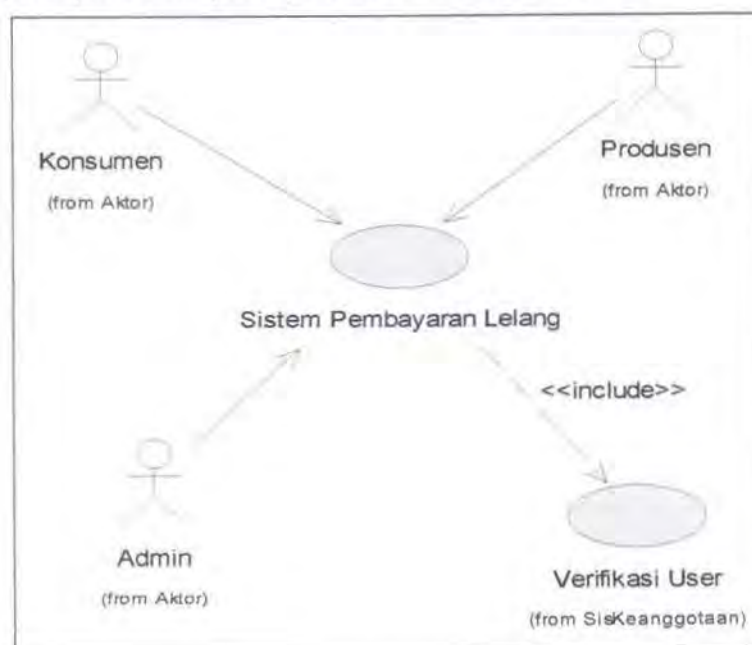 Konsumen
(from Aktor)
Produsen
(from Aktor)
Sistem Pembayaran Lelang
<<include>>
Admin
(from Aktor)
Verifikasi User
(from SisKeanggotaan)